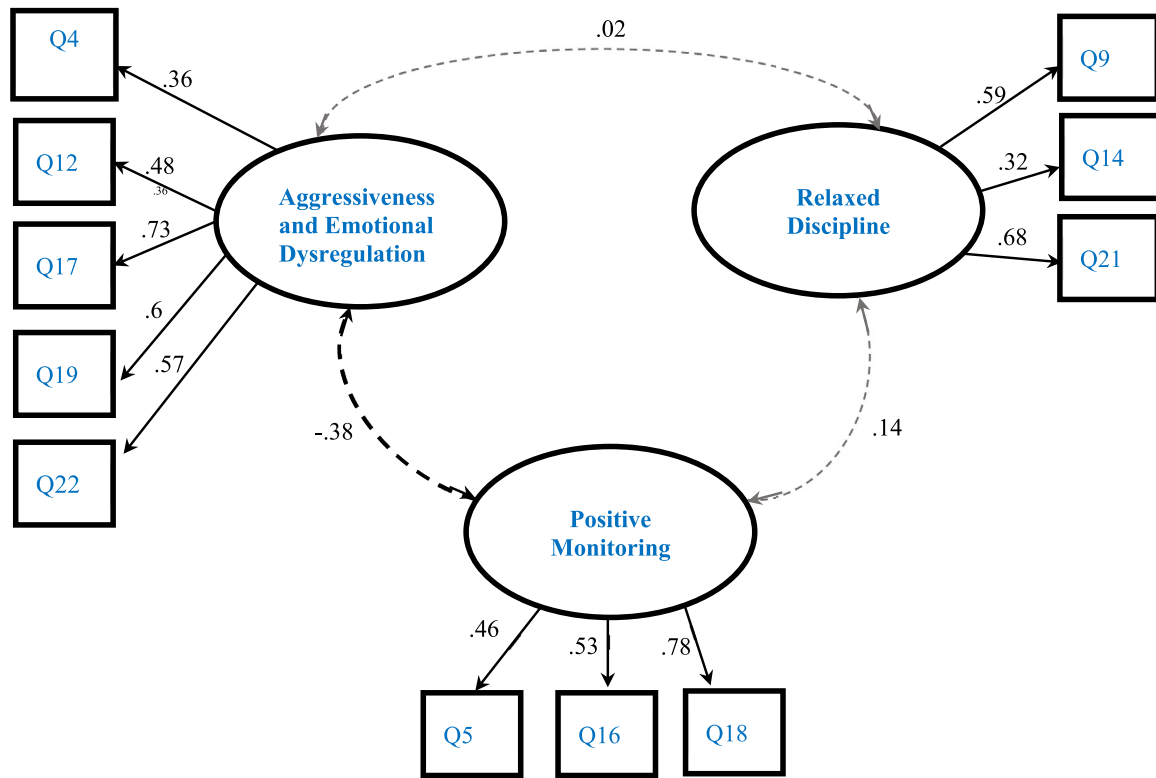 Q4
.36
Q12
.48
.36
Q17
.73
Q19
.6
Q22
.57
Aggressiveness
and Emotional
Dysregulation
.02
Relaxed
Discipline
.59
Q9
.32
Q14
.68
Q21
-.38
.14
Positive
Monitoring
.46
.53
.78
Q5
Q16
Q18